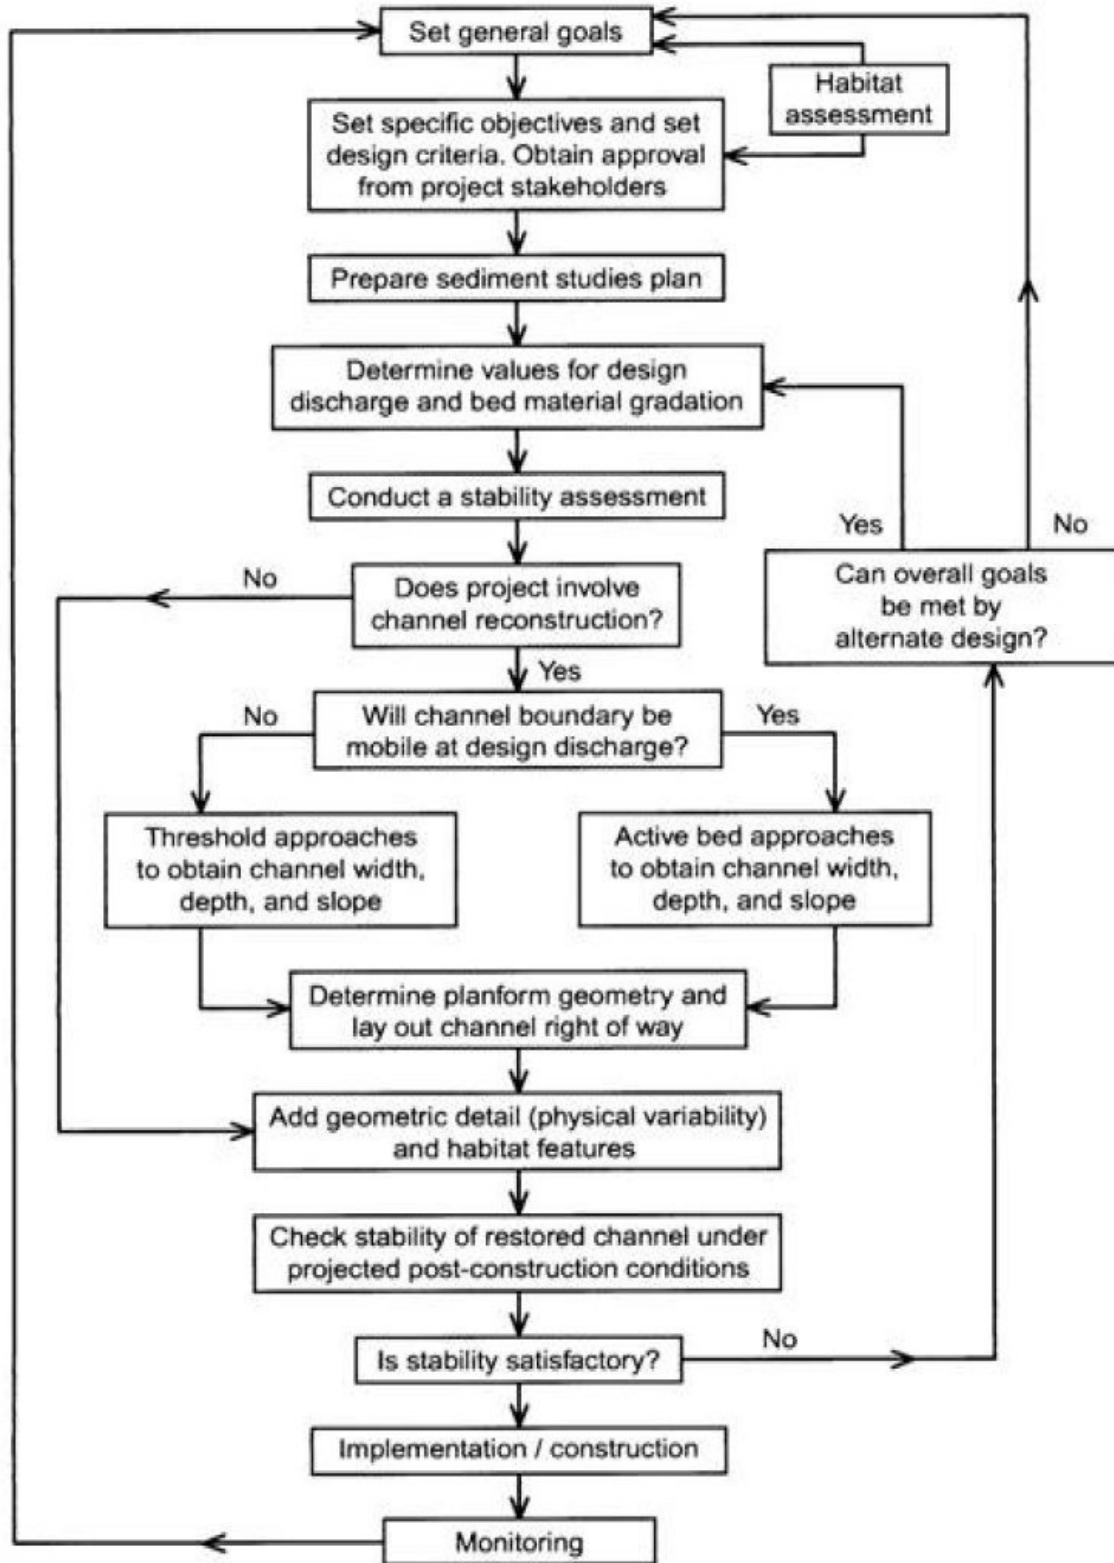 Set general goals
Habitat
assessment
Set specific objectives and set
design criteria. Obtain approval
from project stakeholders
Prepare sediment studies plan
Determine values for design
discharge and bed material gradation
Conduct a stability assessment
Yes
No
Can overall goals
be met by
alternate design?
No
Does project involve
channel reconstruction?
Yes
No
Will channel boundary be
mobile at design discharge?
Yes
Threshold approaches
to obtain channel width,
depth, and slope
Active bed approaches
to obtain channel width,
depth, and slope
Determine planform geometry and
lay out channel right of way
Add geometric detail (physical variability)
and habitat features
Check stability of restored channel under
projected post-construction conditions
Is stability satisfactory?
No
Implementation / construction
Monitoring